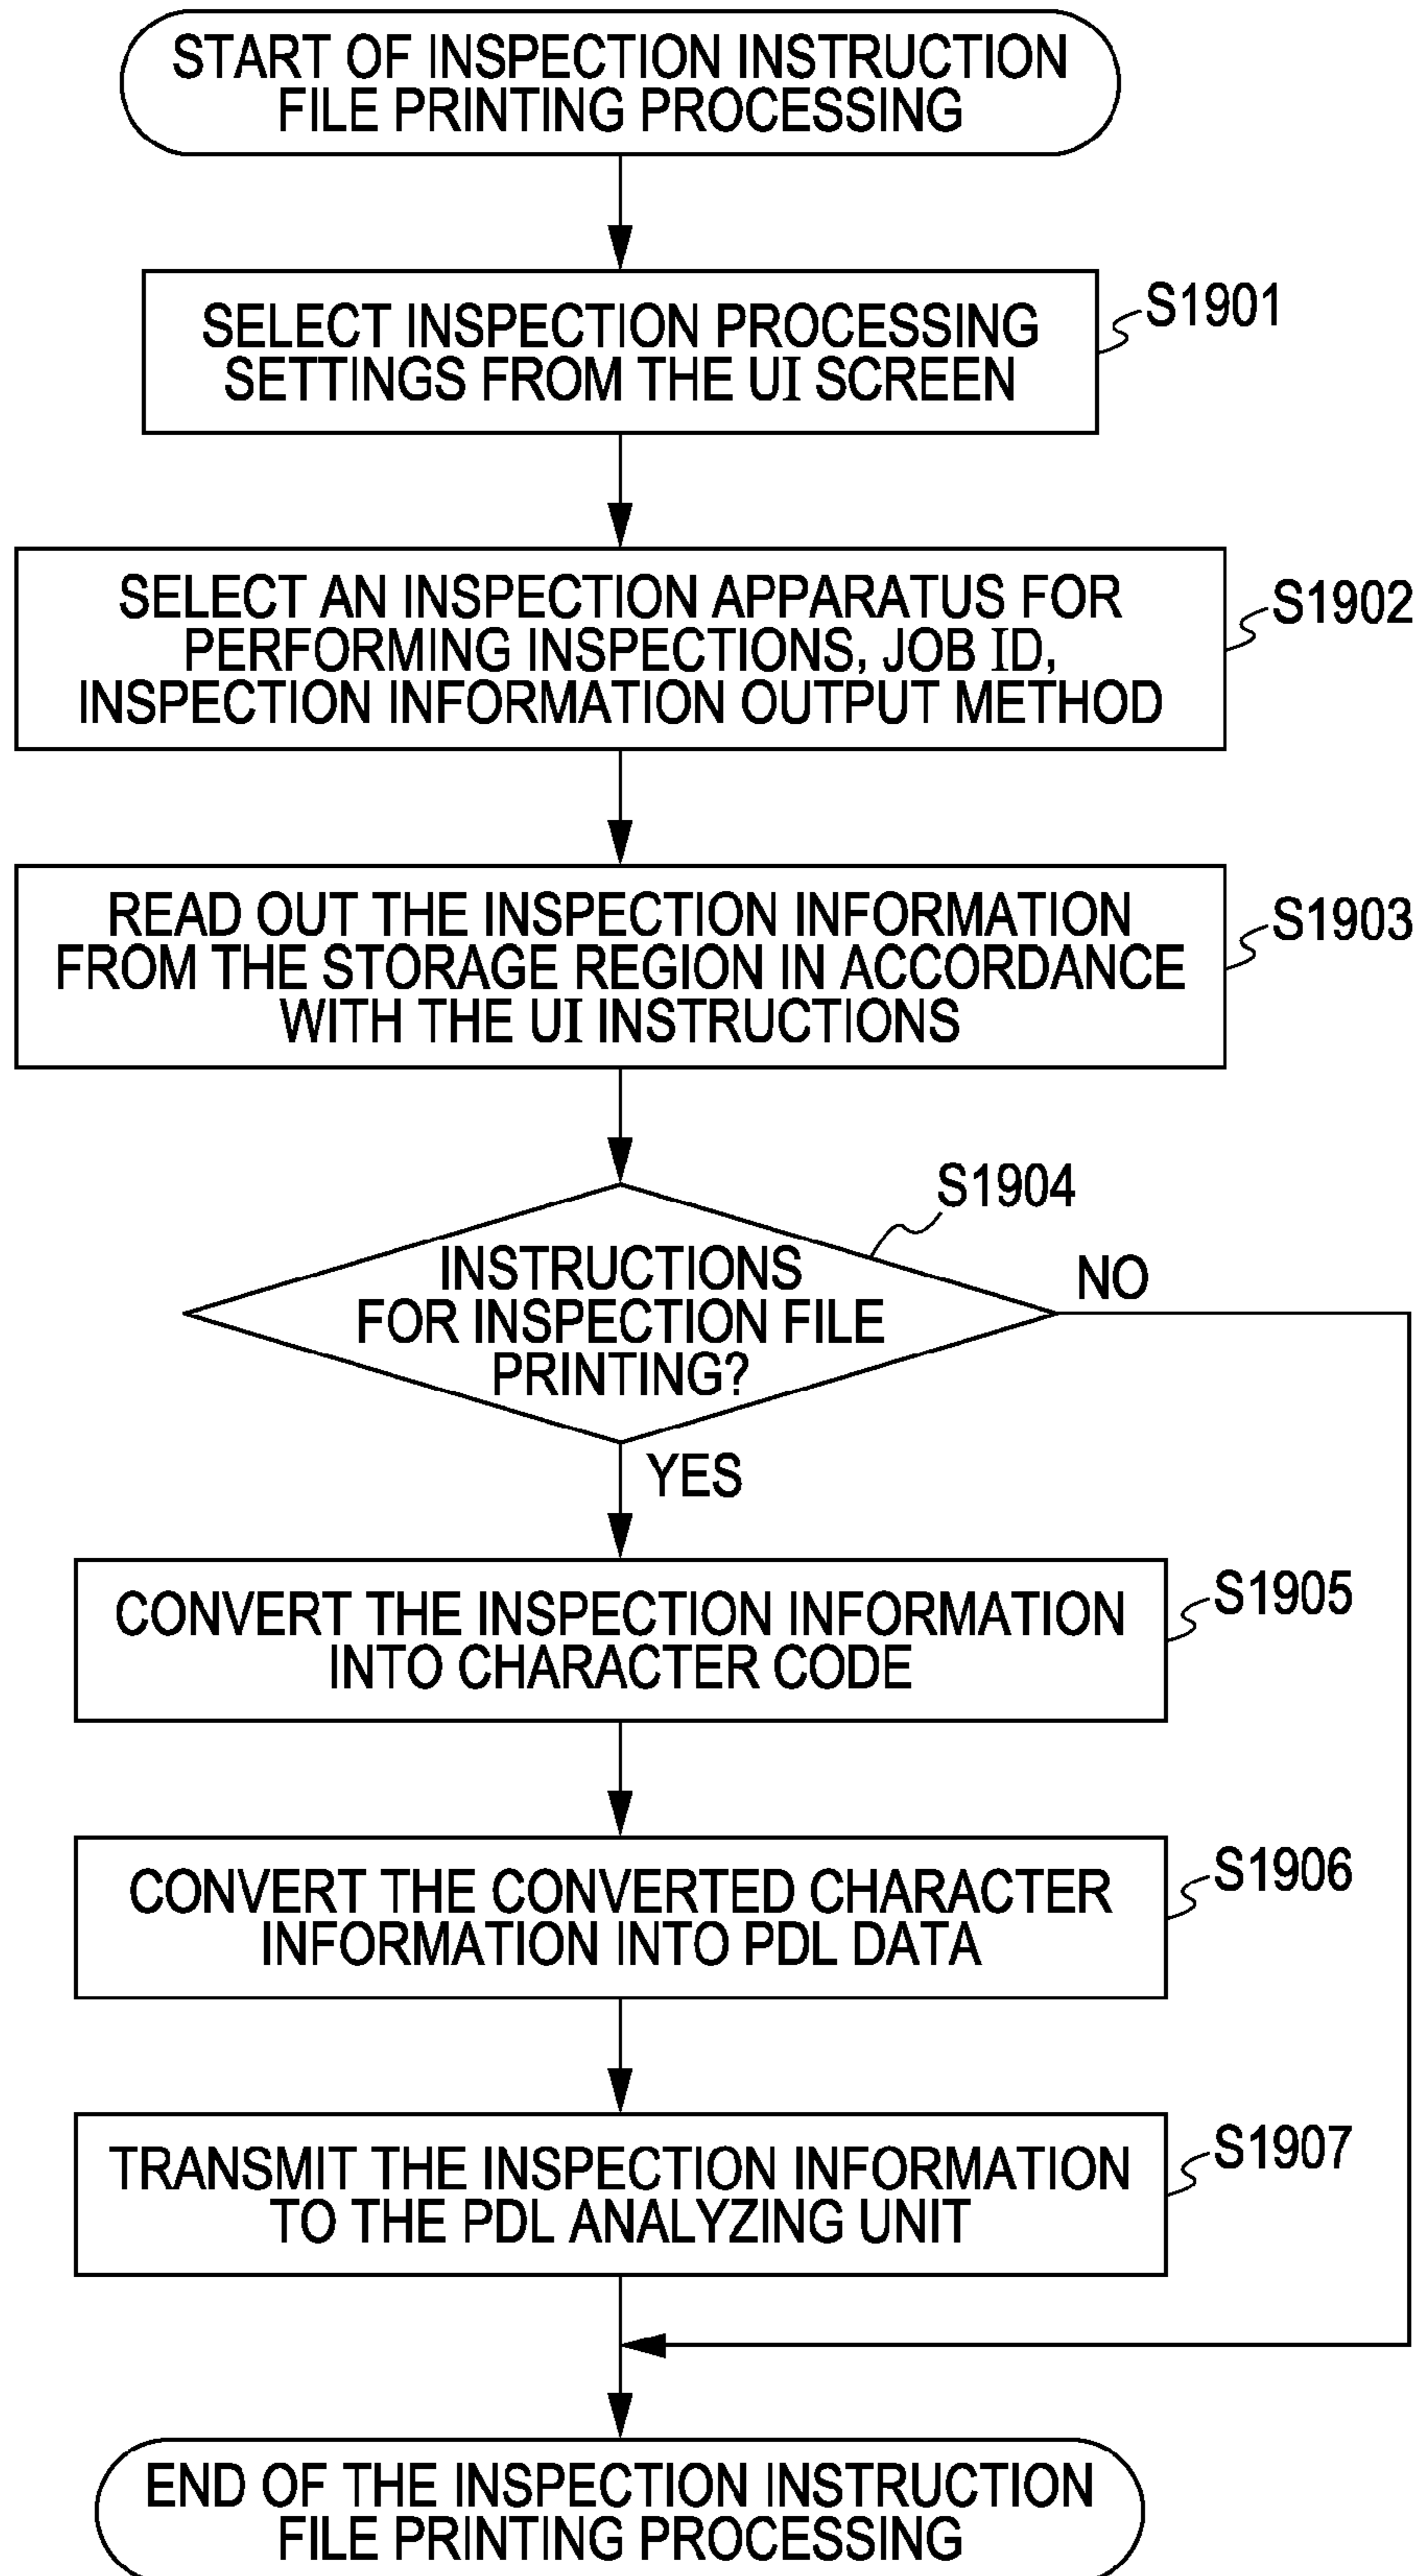 START OF INSPECTION INSTRUCTION
FILE PRINTING PROCESSING
SELECT INSPECTION PROCESSING
SETTINGS FROM THE UI SCREEN
S1901
SELECT AN INSPECTION APPARATUS FOR
PERFORMING INSPECTIONS, JOB ID,
INSPECTION INFORMATION OUTPUT METHOD
S1902
READ OUT THE INSPECTION INFORMATION
FROM THE STORAGE REGION IN ACCORDANCE
WITH THE UI INSTRUCTIONS
S1903
S1904
INSTRUCTIONS
FOR INSPECTION FILE
PRINTING?
NO
YES
CONVERT THE INSPECTION INFORMATION
INTO CHARACTER CODE
S1905
CONVERT THE CONVERTED CHARACTER
INFORMATION INTO PDL DATA
S1906
TRANSMIT THE INSPECTION INFORMATION
TO THE PDL ANALYZING UNIT
S1907
END OF THE INSPECTION INSTRUCTION
FILE PRINTING PROCESSING